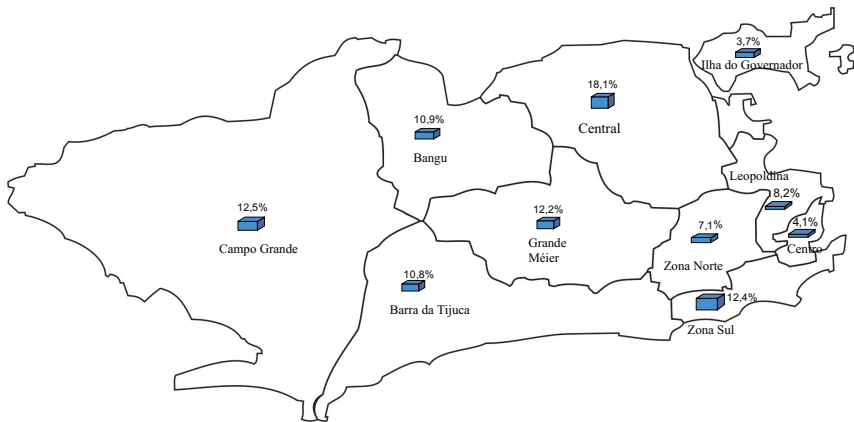 3,7%
Ilha do Governador
18,1%
Central
10,9%
Bangu
Leopoldina
8,2%
12,5%
Campo Grande
12,2%
Grande
Méier
7,1%
Zona Norte
4,1%
Centro
10,8%
Barra da Tijuca
12,4%
Zona Sul